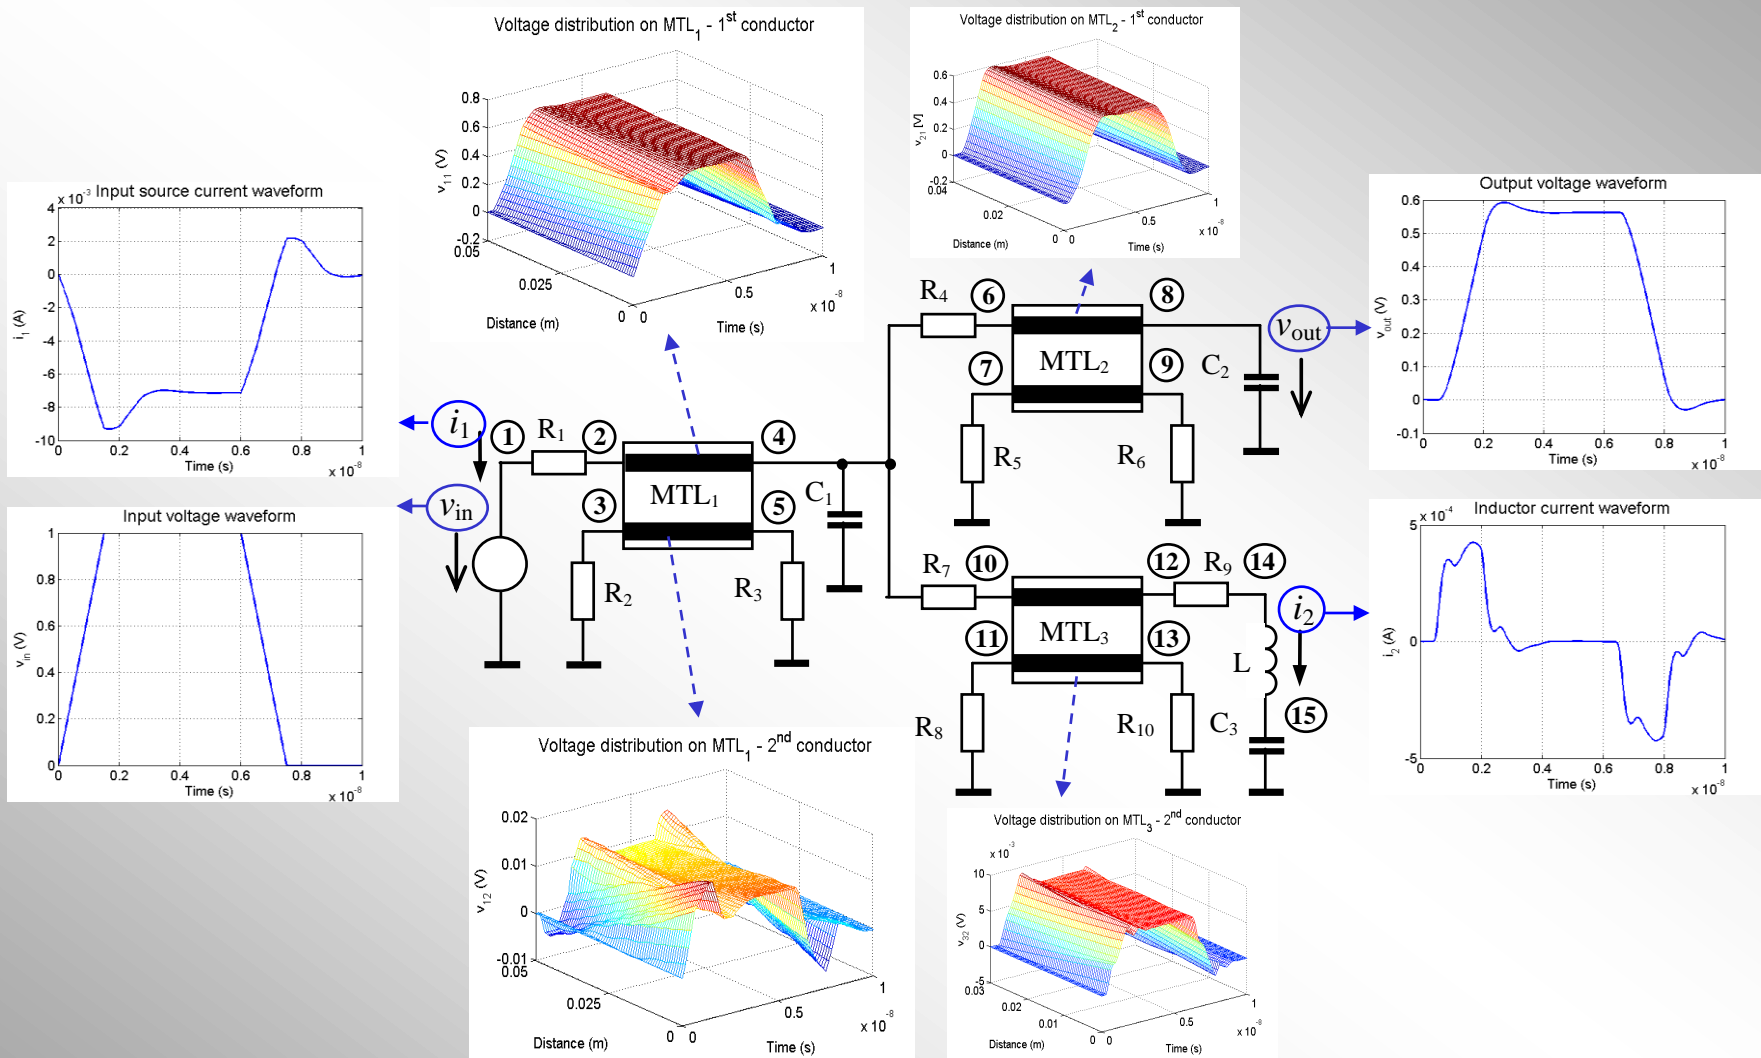 Voltage distribution on MTL1 - 1st conductor
0.8
0.6
0.4
0.2
0
-0.2
v11 (V)
0.05
0.025
0
Distance (m)
0
0.5
1
x 10-8
Time (s)
Voltage distribution on MTL2 - 1st conductor
0.6
0.4
0.2
0
-0.2
v21 [V]
0.04
0.02
0
Distance (m)
0
0.5
1
x 10-8
Time (s)
x 10-3
Input source current waveform
4
2
0
-2
-4
-6
-8
-10
i1 (A)
0 0.2 0.4 0.6 0.8 1
Time (s)
x 10-8
Input voltage waveform
1
0.8
0.6
0.4
0.2
0
vin (V)
0 0.2 0.4 0.6 0.8 1
Time (s)
x 10-8
Output voltage waveform
0.6
0.5
0.4
0.3
0.2
0.1
0
-0.1
vout (V)
0 0.2 0.4 0.6 0.8 1
Time (s)
x 10-8
Inductor current waveform
x 10-4
5
0
-5
i2 (A)
0 0.2 0.4 0.6 0.8 1
Time (s)
x 10-8
i1
vin
1
R1
2
4
3
MTL1
5
C1
R2
R3
R4
6
8
7
MTL2
9
C2
R5
R6
vout
R7
10
12
R9
14
11
MTL3
13
L
i2
R8
R10
C3
15
Voltage distribution on MTL1 - 2nd conductor
0.02
0.01
0
-0.01
v12 (V)
0.05
0.025
0
Distance (m)
0
0.5
1
x 10-8
Time (s)
Voltage distribution on MTL3 - 2nd conductor
x 10-3
10
5
0
-5
v32 (V)
0.03
0.02
0.01
0
Distance (m)
0
0.5
1
x 10-8
Time (s)